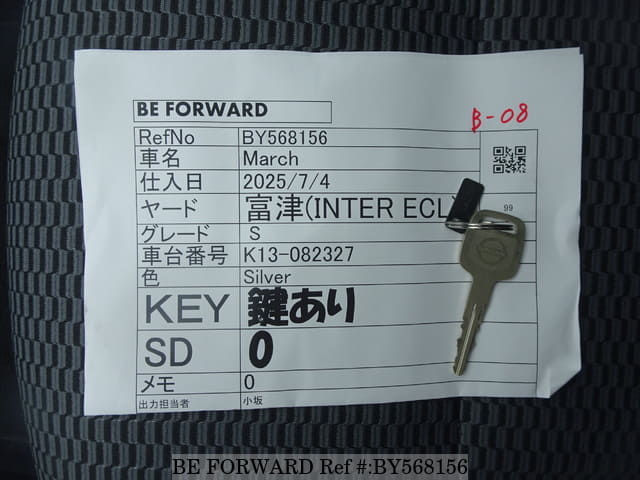 BE FORWARD
B-08
RefNo BY568156
車名 March
仕入日 2025/7/4
ヤード 富津(INTER ECL
99
グレード S
車台番号 K13-082327
色 Silver
KEY 鍵あり
SD 0
メモ 0
出力担当者 小坂
BE FORWARD Ref #:BY568156